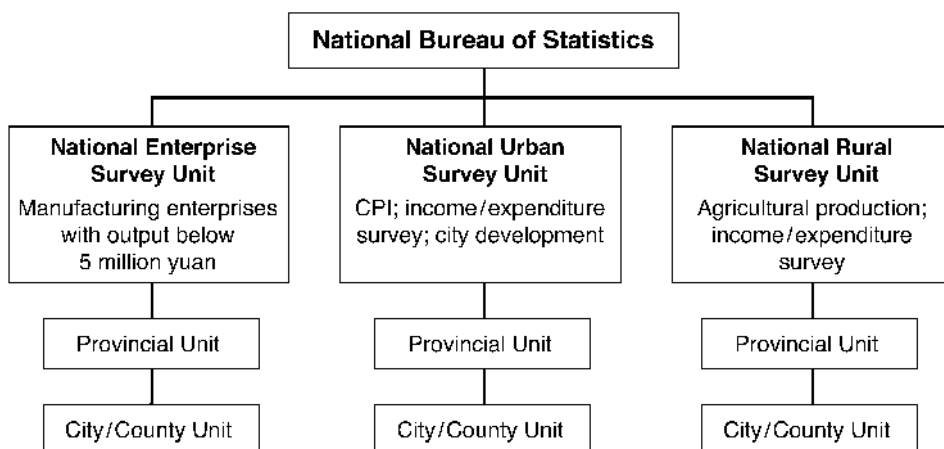 National Bureau of Statistics
National Enterprise
Survey Unit
Manufacturing enterprises
with output below
5 million yuan
National Urban
Survey Unit
CPI; income/expenditure
survey; city development
National Rural
Survey Unit
Agricultural production;
income/expenditure
survey
Provincial Unit
Provincial Unit
Provincial Unit
City/County Unit
City/County Unit
City/County Unit